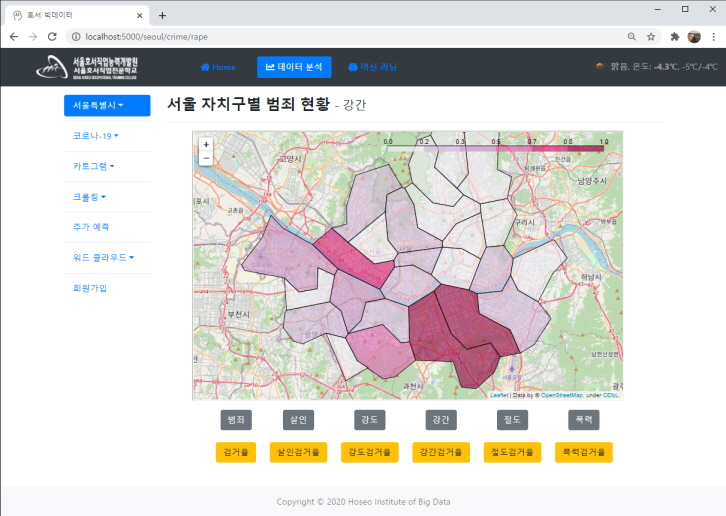 호서 빅데이터
localhost:5000/seoul/crime/rape
서울호서직업능력개발원
서울호서직업전문학교
Home
데이터 분석
머신 러닝
맑음, 온도: -4.3℃, -5℃/-4℃
서울특별시
코로나-19
카토그램
크롤링
주가 예측
워드 클라우드
회원가입
서울 자치구별 범죄 현황 - 강간
+
−
0.0 0.2 0.3 0.5 0.7 0.8 1.0
고양시
남양주시
구리시
하남시
고촌읍
부천시
광명시
과천시
Leaflet | Data by © OpenStreetMap, under ODbL.
범죄 살인 강도 강간 절도 폭력
검거율 살인검거율 강도검거율 강간검거율 절도검거율 폭력검거율
Copyright © 2020 Hoseo Institute of Big Data